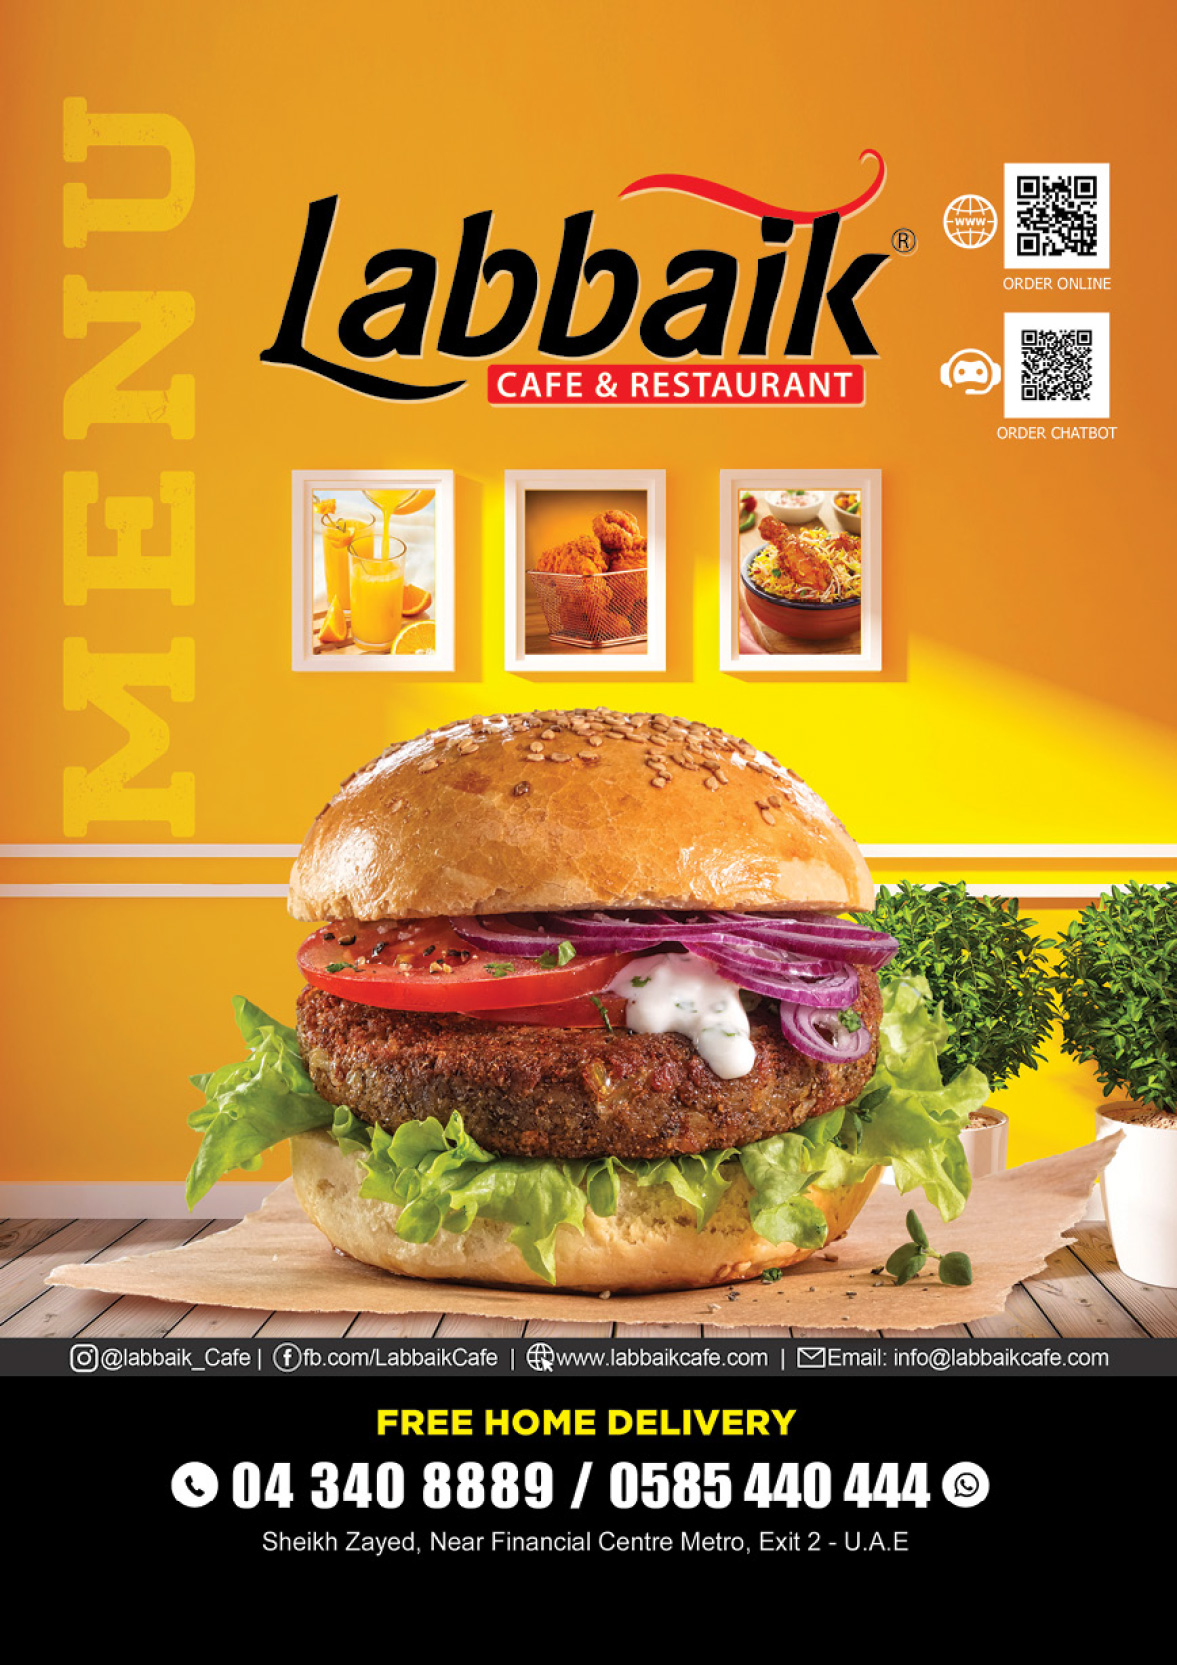 MENU
Labbaik®
CAFE & RESTAURANT
WWW
ORDER ONLINE
ORDER CHATBOT
@labbaik_Cafe | fb.com/LabbaikCafe | www.labbaikcafe.com | Email: info@labbaikcafe.com
FREE HOME DELIVERY
04 340 8889 / 0585 440 444
Sheikh Zayed, Near Financial Centre Metro, Exit 2 - U.A.E